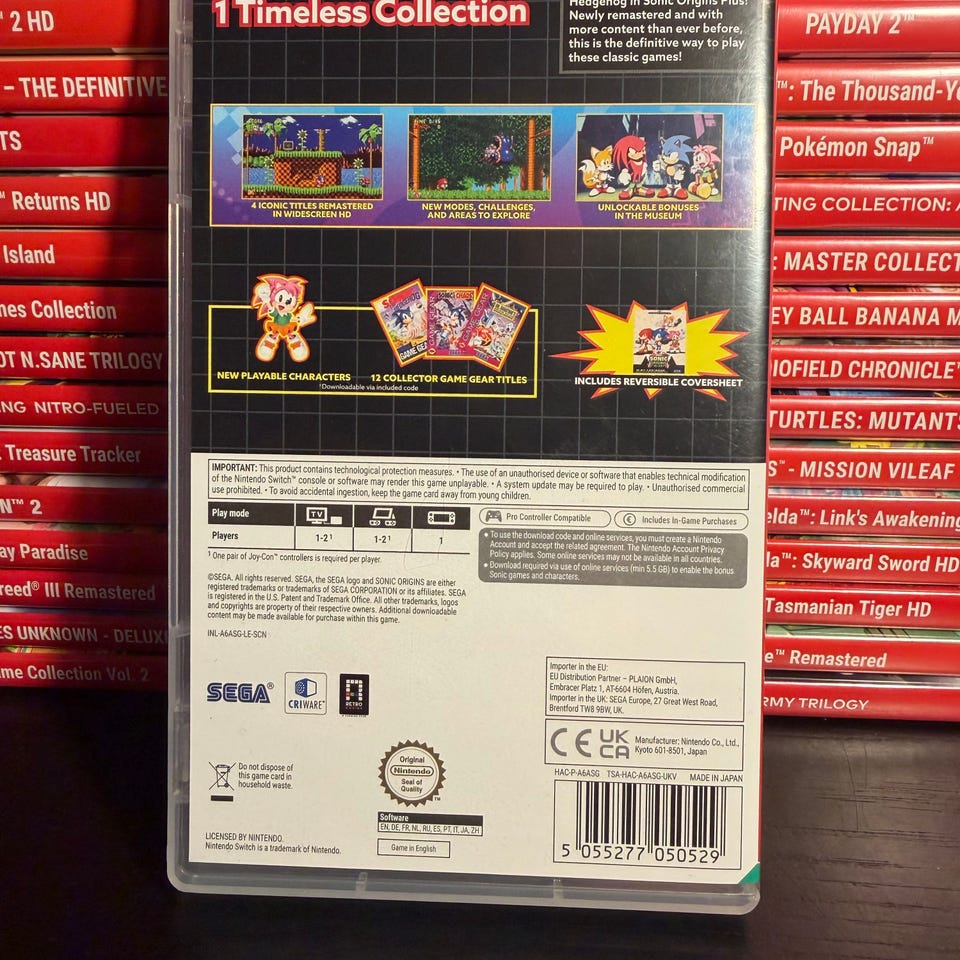 1 Timeless Collection
Hedgehog in Sonic Origins Plus!
Newly remastered and with
more content than ever before,
this is the definitive way to play
these classic games!
4 ICONIC TITLES REMASTERED
IN WIDESCREEN HD
NEW MODES, CHALLENGES,
AND AREAS TO EXPLORE
UNLOCKABLE BONUSES
IN THE MUSEUM
NEW PLAYABLE CHARACTERS
12 COLLECTOR GAME GEAR TITLES
†Downloadable via included code
INCLUDES REVERSIBLE COVERSHEET
IMPORTANT: This product contains technological protection measures. • The use of an unauthorised device or software that enables technical modification
of the Nintendo Switch™ console or software may render this game unplayable. • A system update may be required to play. • Unauthorised commercial
use prohibited. • To avoid accidental ingestion, keep the game card away from young children.
Play mode
TV
Players
1-2¹
1-2¹
1
¹ One pair of Joy-Con™ controllers is required per player.
Pro Controller Compatible
€ Includes In-Game Purchases
• To use the download code and online services, you must create a Nintendo
Account and accept the related agreement. The Nintendo Account Privacy
Policy applies. Some online services may not be available in all countries.
• Download required via use of online services (min 5.5 GB) to enable the bonus
Sonic games and characters.
©SEGA. All rights reserved. SEGA, the SEGA logo and SONIC ORIGINS are either
registered trademarks or trademarks of SEGA CORPORATION or its affiliates. SEGA
is registered in the U.S. Patent and Trademark Office. All other trademarks, logos
and copyrights are property of their respective owners. Additional downloadable
content may be made available for purchase within this game.
INL-A6ASG-LE-SCN
SEGA®
CRIWARE™
RETRO
ENGINE
Importer in the EU:
EU Distribution Partner – PLAION GmbH,
Embracer Platz 1, AT-6604 Höfen, Austria.
Importer in the UK: SEGA Europe, 27 Great West Road,
Brentford TW8 9BW, UK.
CE UK CA
Manufacturer: Nintendo Co., Ltd.,
Kyoto 601-8501, Japan
HAC-P-A6ASG TSA-HAC-A6ASG-UKV MADE IN JAPAN
5 055277 050529
Do not dispose of
this game card in
household waste.
Original
Nintendo
Seal of
Quality
TM
Software
EN, DE, FR, NL, RU, ES, PT, IT, JA, ZH
Game in English
LICENSED BY NINTENDO.
Nintendo Switch is a trademark of Nintendo.
2 HD
– THE DEFINITIVE
TS
™ Returns HD
Island
mes Collection
OT N.SANE TRILOGY
NG NITRO-FUELED
Treasure Tracker
N™ 2
ay Paradise
reed® III Remastered
ES UNKNOWN - DELUX
me Collection Vol. 2
PAYDAY 2™
™: The Thousand-Ye
Pokémon Snap™
TING COLLECTION: A
: MASTER COLLECT
EY BALL BANANA M
IOFIELD CHRONICLE™
TURTLES: MUTANTS
S™ - MISSION VILEAF
elda™: Link's Awakening
la™: Skyward Sword HD
Tasmanian Tiger HD
e™ Remastered
RMY TRILOGY